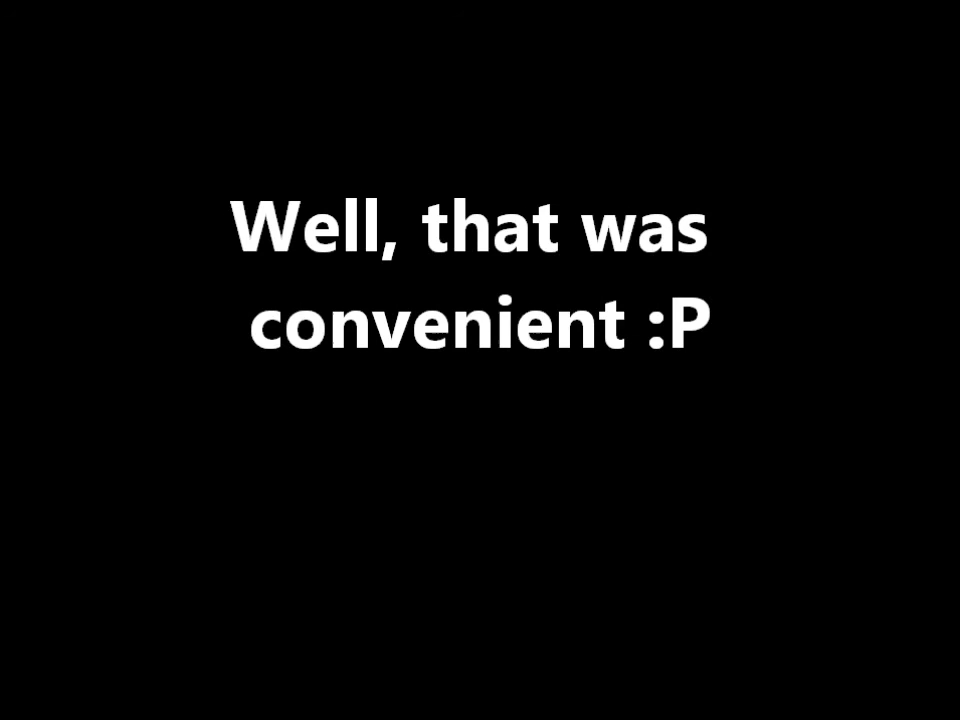 Well, that was
convenient :P